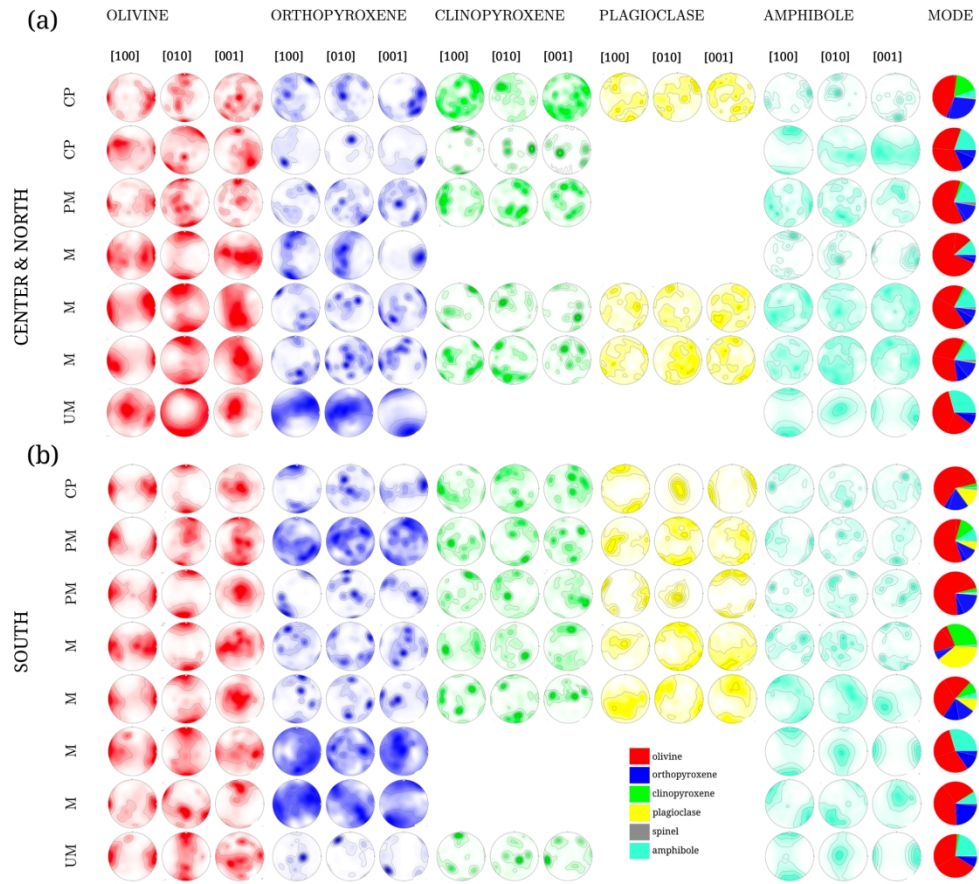 (a)
OLIVINE ORTHOPYROXENE CLINOPYROXENE PLAGIOCLASE AMPHIBOLE MODE
[100] [010] [001] [100] [010] [001] [100] [010] [001] [100] [010] [001] [100] [010] [001]
CENTER & NORTH
CP
CP
PM
M
M
M
UM
(b)
SOUTH
CP
PM
PM
M
M
M
M
UM
olivine
orthopyroxene
clinopyroxene
plagioclase
spinel
amphibole